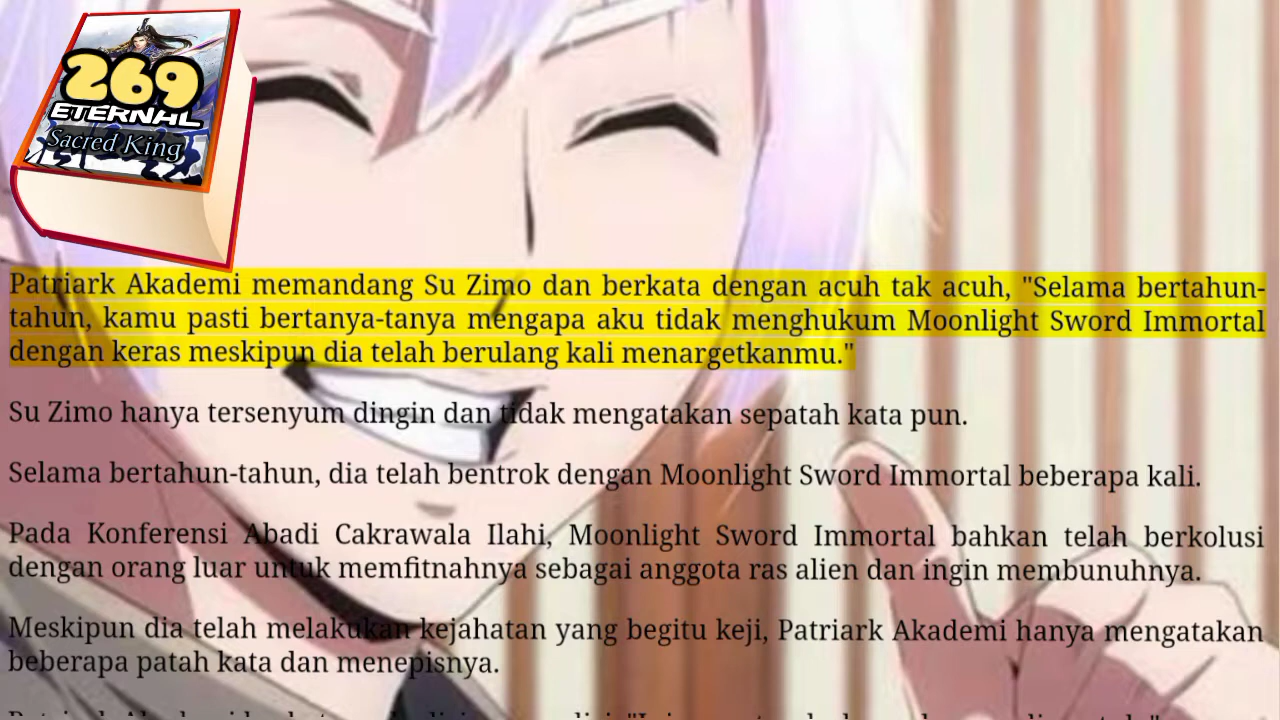 269
ETERNAL
Sacred King
Patriark Akademi memandang Su Zimo dan berkata dengan acuh tak acuh, "Selama bertahun-
tahun, kamu pasti bertanya-tanya mengapa aku tidak menghukum Moonlight Sword Immortal
dengan keras meskipun dia telah berulang kali menargetkanmu."
Su Zimo hanya tersenyum dingin dan tidak mengatakan sepatah kata pun.
Selama bertahun-tahun, dia telah bentrok dengan Moonlight Sword Immortal beberapa kali.
Pada Konferensi Abadi Cakrawala Ilahi, Moonlight Sword Immortal bahkan telah berkolusi
dengan orang luar untuk memfitnahnya sebagai anggota ras alien dan ingin membunuhnya.
Meskipun dia telah melakukan kejahatan yang begitu keji, Patriark Akademi hanya mengatakan
beberapa patah kata dan menepisnya.